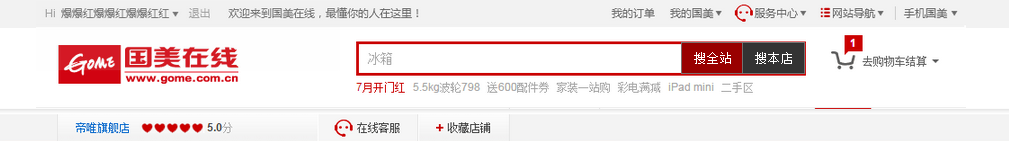 Hi 爆爆红爆爆红爆爆红红 退出 欢迎来到国美在线，最懂你的人在这里！ 我的订单 我的国美 服务中心 网站导航 手机国美
GOME 国美在线
www.gome.com.cn
冰箱 搜全站 搜本店
1
去购物车结算
7月开门红 5.5kg波轮798 送600配件券 家装一站购 彩电满减 iPad mini 二手区
帝唯旗舰店 5.0分 在线客服 + 收藏店铺